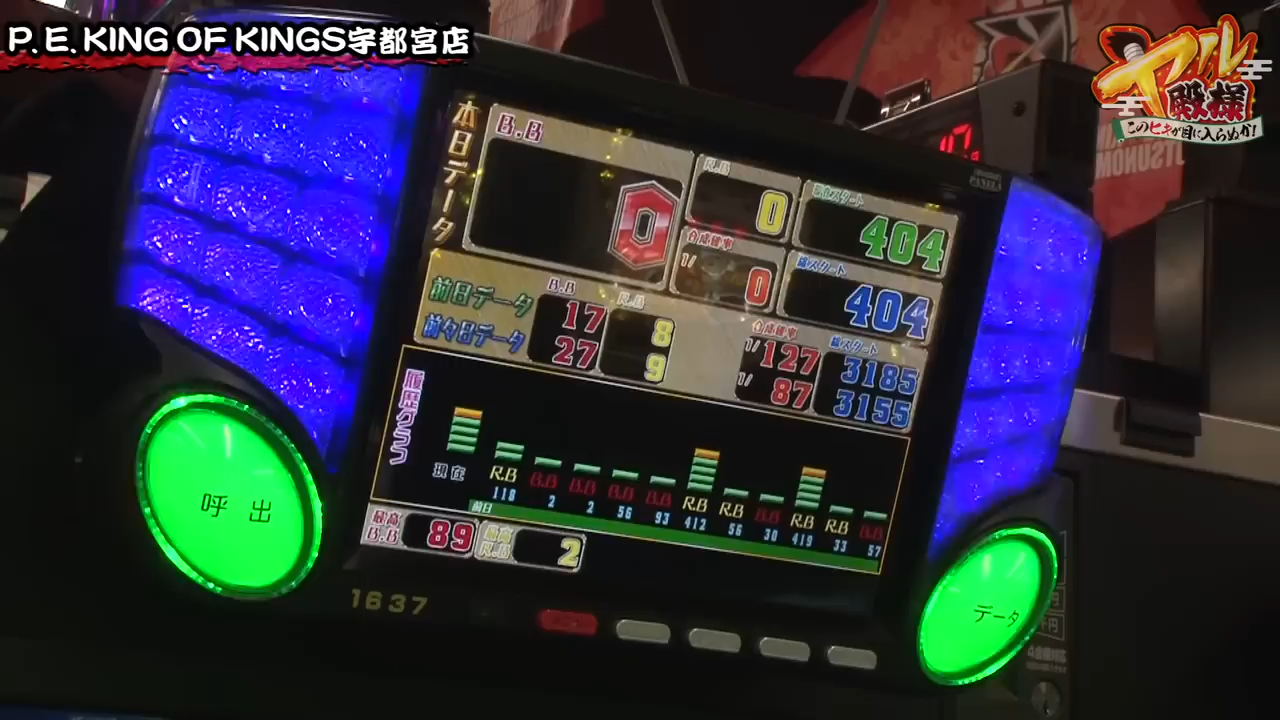 P.E.KING OF KINGS宇都宮店
ヤル殿様
このヒキが目に入らぬか!
本日データ
B.B
0
R.B
0
総合スタート
404
合成確率
1/ 0
総スタート
404
B.B R.B 合成確率 総スタート
前日データ 17 8 1/127 3185
前々日データ 27 9 1/87 3155
履歴グラフ
現在 R.B B.B B.B B.B B.B R.B R.B B.B R.B R.B B.B
118 2 2 56 93 412 56 30 419 33 57
前日
最高B.B 89 最高R.B 2
呼出
データ
1637